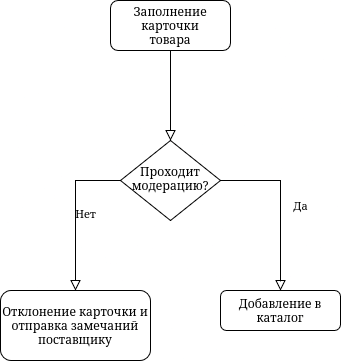 Заполнение
карточки
товара
Проходит
модерацию?
Нет
Да
Отклонение карточки и
отправка замечаний
поставщику
Добавление в
каталог